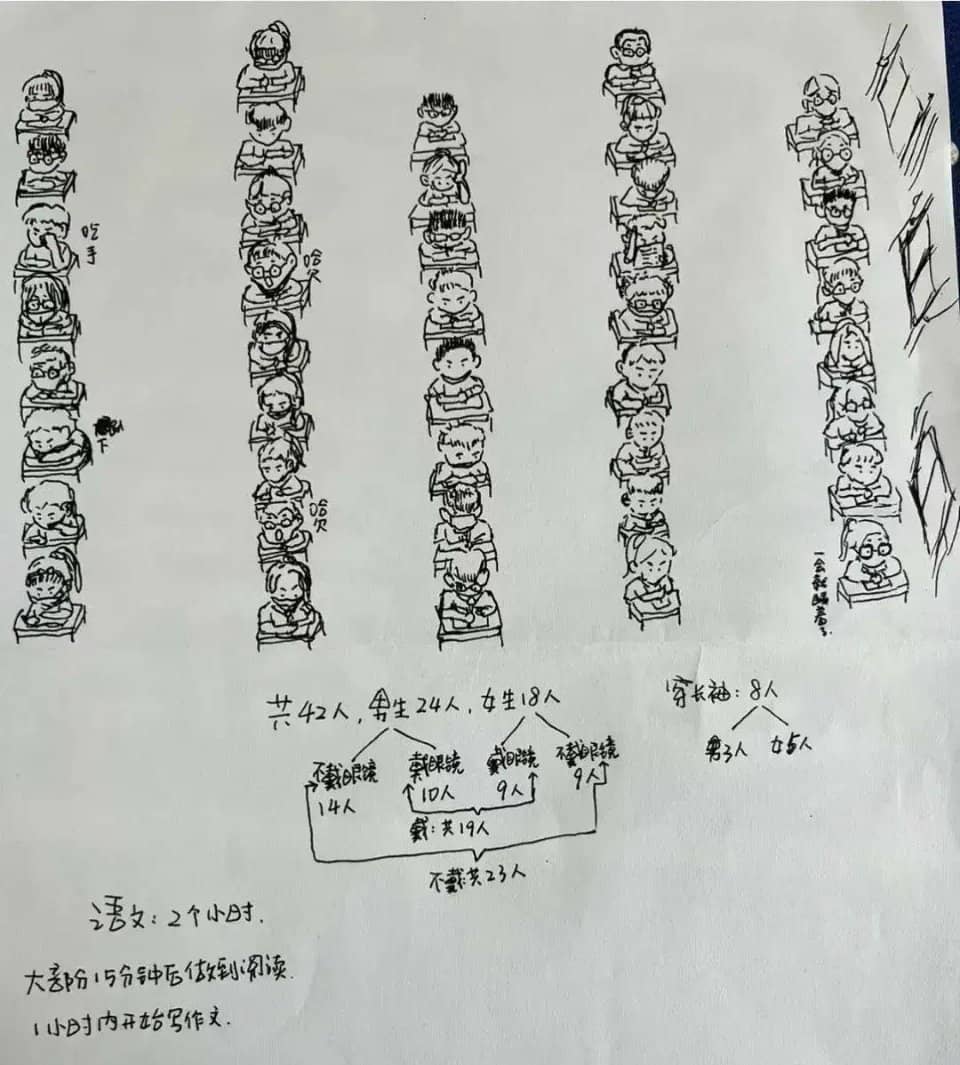 吃手
哈欠
下
哈欠
一会就睡着了.
共42人，男生24人，女生18人
穿长袖：8人
男3人 女5人
不戴眼镜 戴眼镜 戴眼镜 不戴眼镜
14人 10人 9人 9人
戴：共19人
不戴共23人
语文：2个小时.
大部分15分钟后做到阅读.
1小时内开始写作文.